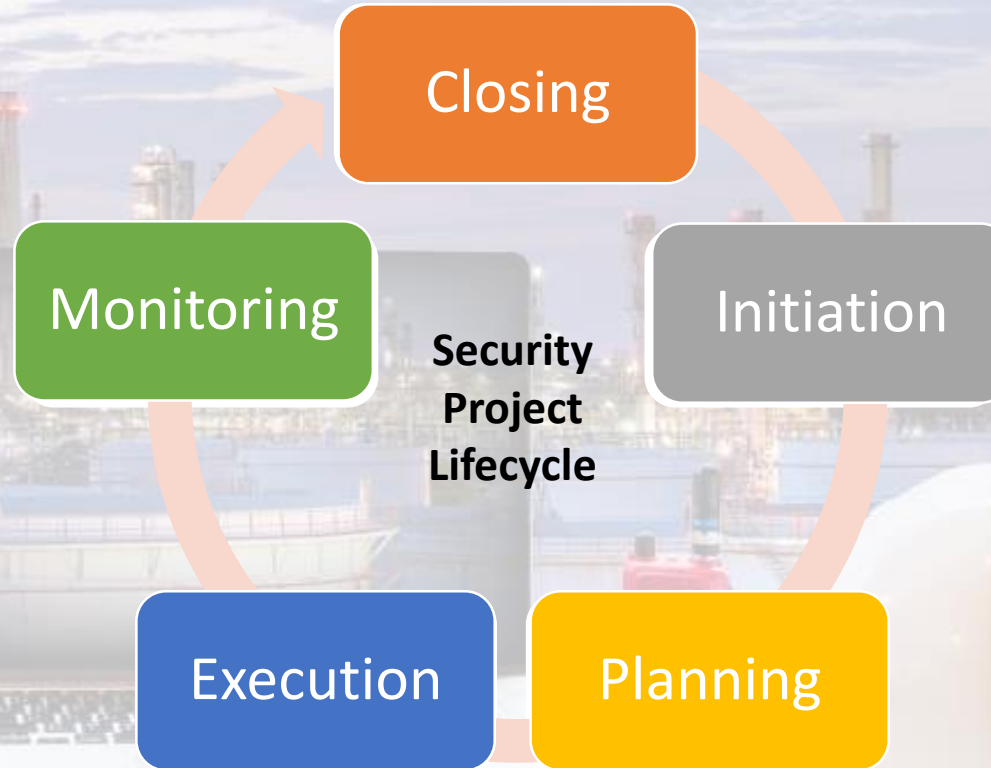 Closing
Monitoring
Initiation
Security
Project
Lifecycle
Execution
Planning